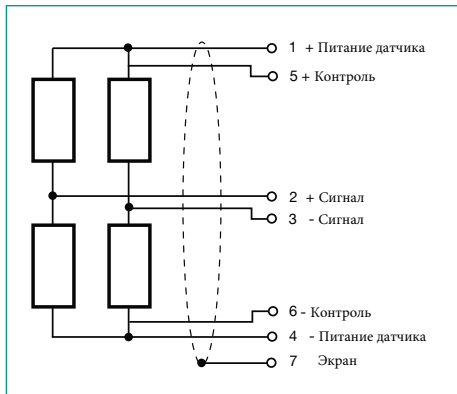 1 + Питание датчика
5 + Контроль
2 + Сигнал
3 - Сигнал
6 - Контроль
4 - Питание датчика
7 Экран